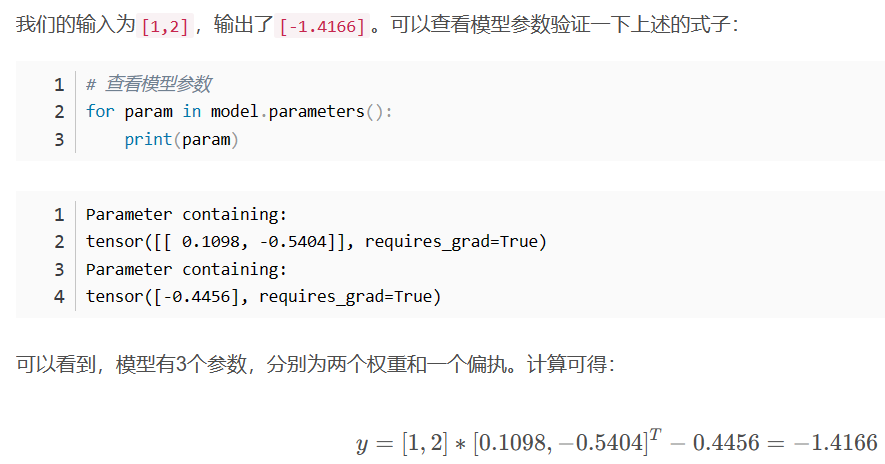 我们的输入为[1,2]，输出了[-1.4166]。可以查看模型参数验证一下上述的式子：
1 # 查看模型参数
2 for param in model.parameters():
3     print(param)
1 Parameter containing:
2 tensor([[ 0.1098, -0.5404]], requires_grad=True)
3 Parameter containing:
4 tensor([-0.4456], requires_grad=True)
可以看到，模型有3个参数，分别为两个权重和一个偏执。计算可得：
y = [1, 2] ∗ [0.1098, −0.5404]^T − 0.4456 = −1.4166